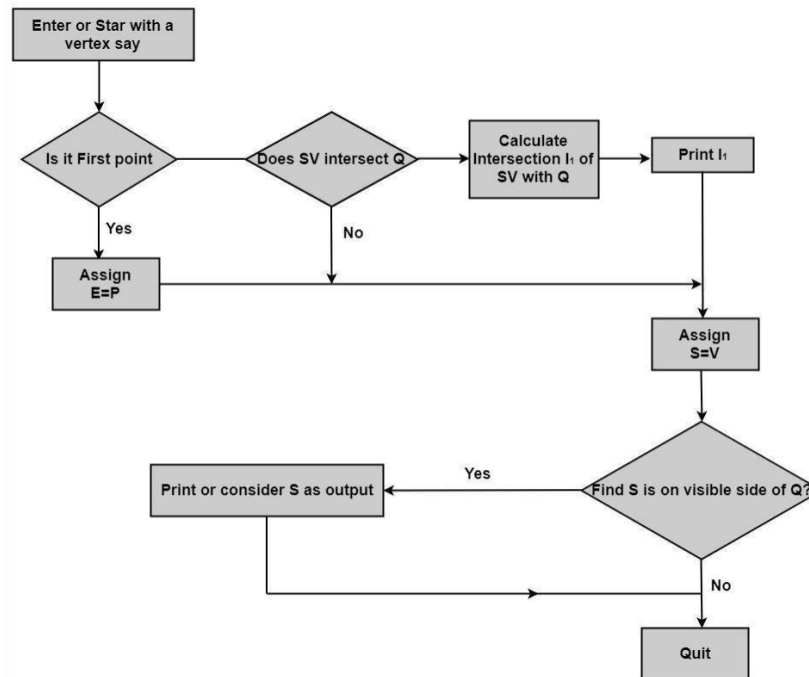 Enter or Star with a
vertex say
Is it First point
Does SV intersect Q
Calculate
Intersection I₁ of
SV with Q
Print I₁
Yes
No
Assign
E=P
Assign
S=V
Yes
Print or consider S as output
Find S is on visible side of Q?
No
Quit